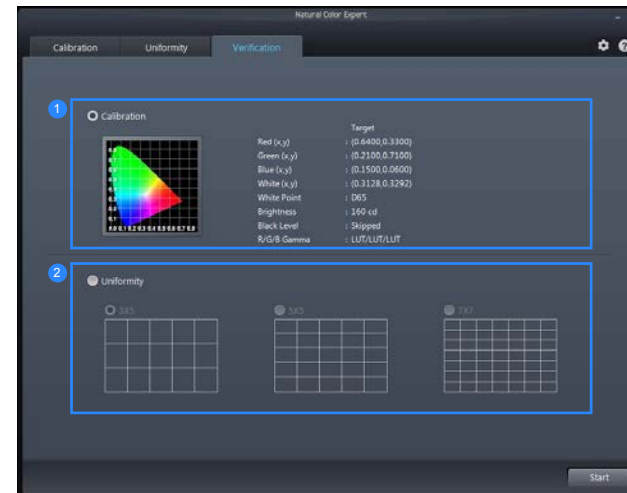 Natural Color Expert
Calibration Uniformity Verification
1
Calibration
Target
Red (x,y) : (0.6400,0.3300)
Green (x,y) : (0.2100,0.7100)
Blue (x,y) : (0.1500,0.0600)
White (x,y) : (0.3128,0.3292)
White Point : D65
Brightness : 160 cd
Black Level : Skipped
R/G/B Gamma : LUT/LUT/LUT
2
Uniformity
3X5 5X5 7X7
Start